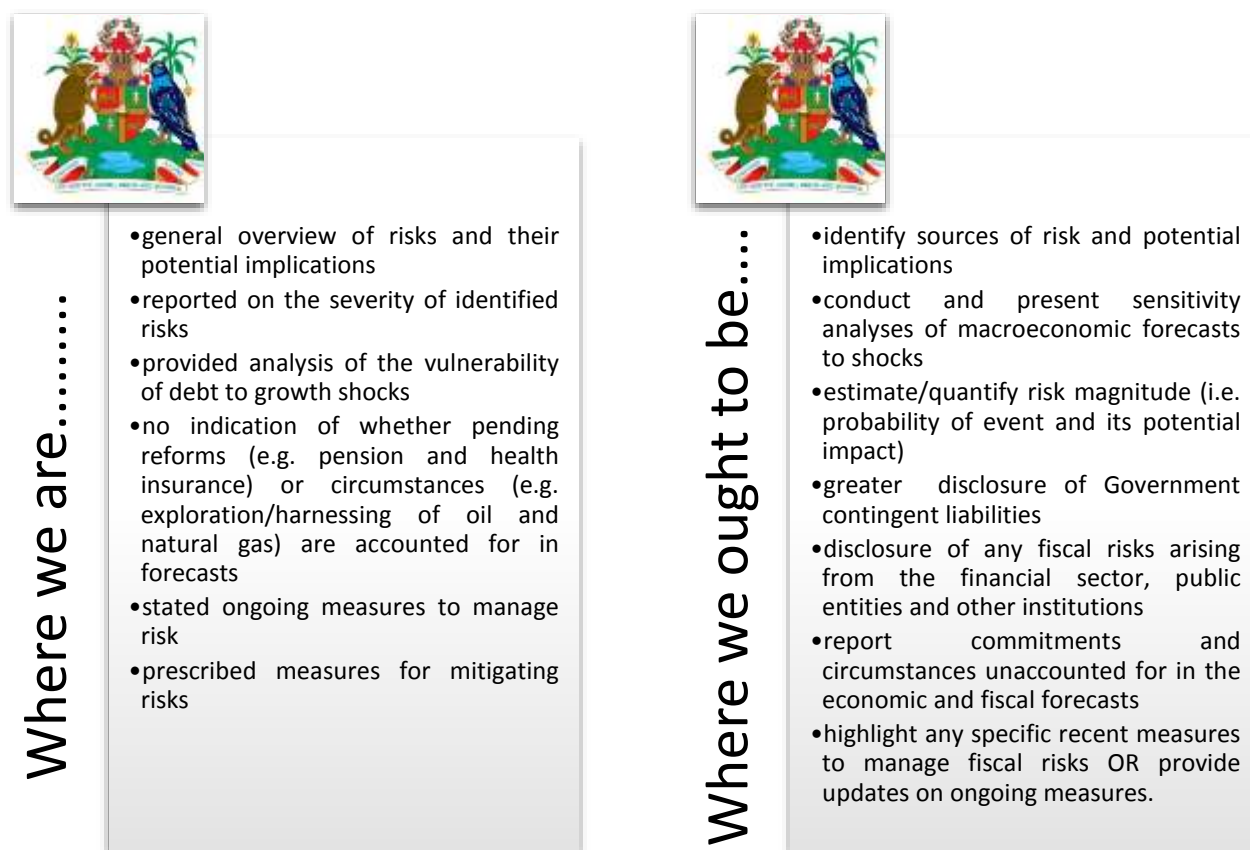 Where we are..........
•general overview of risks and their
potential implications
•reported on the severity of identified
risks
•provided analysis of the vulnerability
of debt to growth shocks
•no indication of whether pending
reforms (e.g. pension and health
insurance) or circumstances (e.g.
exploration/harnessing of oil and
natural gas) are accounted for in
forecasts
•stated ongoing measures to manage
risk
•prescribed measures for mitigating
risks
Where we ought to be....
•identify sources of risk and potential
implications
•conduct and present sensitivity
analyses of macroeconomic forecasts
to shocks
•estimate/quantify risk magnitude (i.e.
probability of event and its potential
impact)
•greater disclosure of Government
contingent liabilities
•disclosure of any fiscal risks arising
from the financial sector, public
entities and other institutions
•report commitments and
circumstances unaccounted for in the
economic and fiscal forecasts
•highlight any specific recent measures
to manage fiscal risks OR provide
updates on ongoing measures.